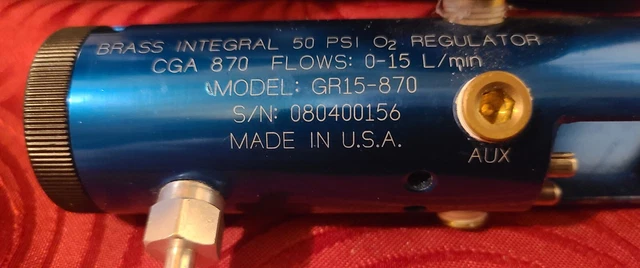 BRASS INTEGRAL 50 PSI O2 REGULATOR
CGA 870 FLOWS: 0-15 L/min
MODEL: GR15-870
S/N: 080400156
MADE IN U.S.A.
AUX